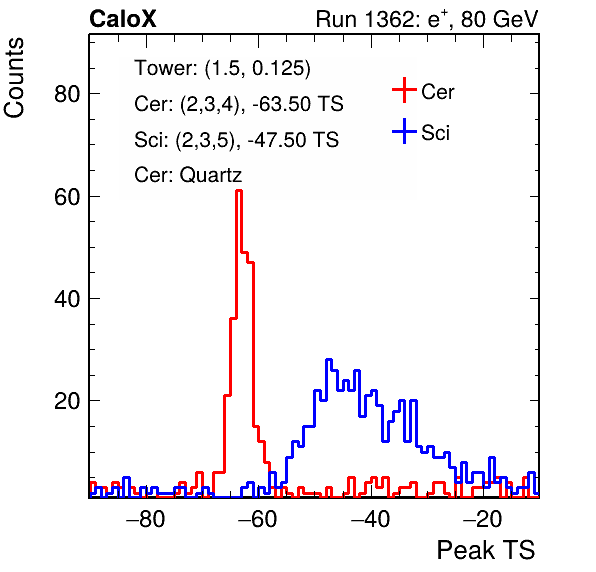 CaloX Run 1362: e⁺, 80 GeV
Counts
Tower: (1.5, 0.125)
Cer: (2,3,4), -63.50 TS
Sci: (2,3,5), -47.50 TS
Cer: Quartz
Cer
Sci
80
60
40
20
−80 −60 −40 −20
Peak TS